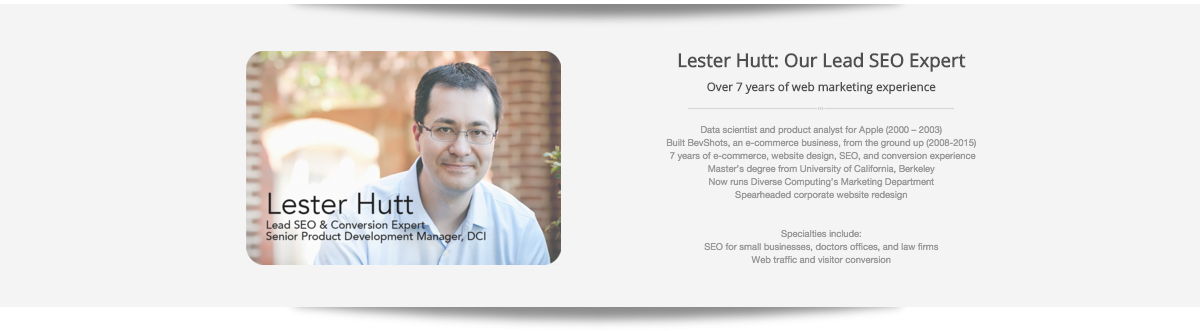 Lester Hutt
Lead SEO & Conversion Expert
Senior Product Development Manager, DCI
Lester Hutt: Our Lead SEO Expert
Over 7 years of web marketing experience
Data scientist and product analyst for Apple (2000 – 2003)
Built BevShots, an e-commerce business, from the ground up (2008-2015)
7 years of e-commerce, website design, SEO, and conversion experience
Master's degree from University of California, Berkeley
Now runs Diverse Computing's Marketing Department
Spearheaded corporate website redesign
Specialties include:
SEO for small businesses, doctors offices, and law firms
Web traffic and visitor conversion